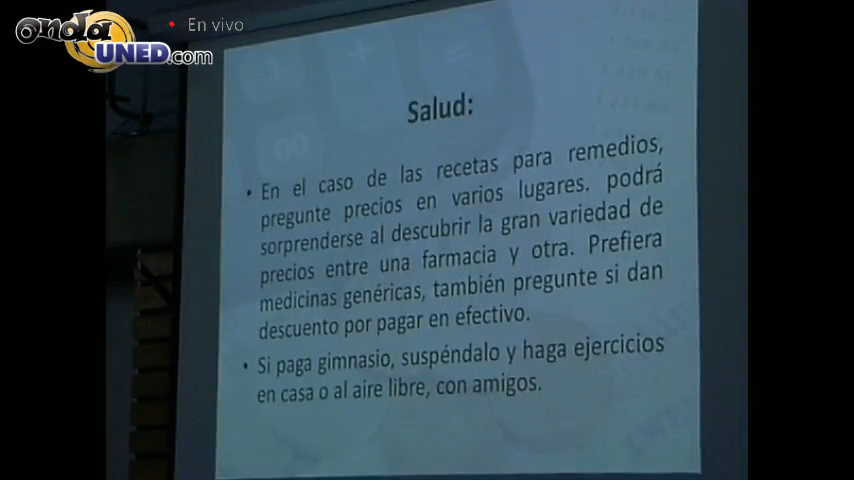 onda
UNED.com
En vivo
Salud:
• En el caso de las recetas para remedios,
pregunte precios en varios lugares. podrá
sorprenderse al descubrir la gran variedad de
precios entre una farmacia y otra. Prefiera
medicinas genéricas, también pregunte si dan
descuento por pagar en efectivo.
• Si paga gimnasio, suspéndalo y haga ejercicios
en casa o al aire libre, con amigos.